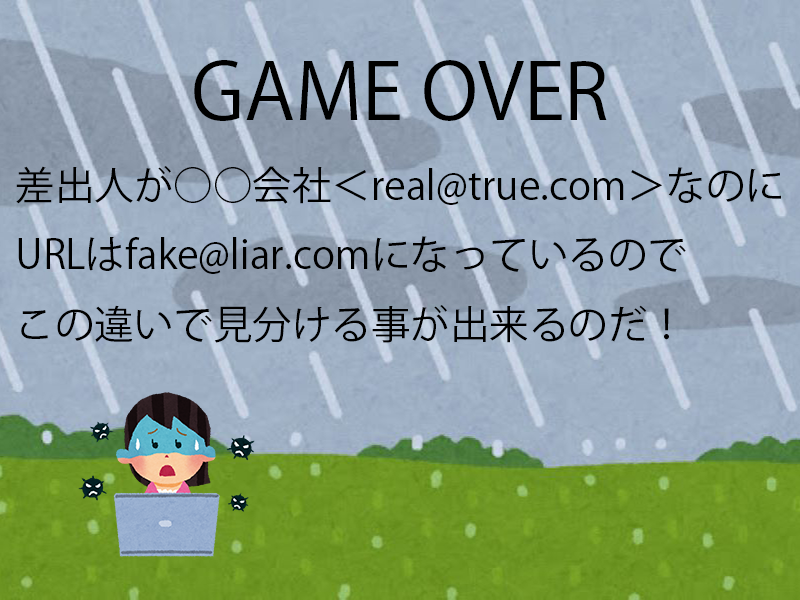 GAME OVER
差出人が○○会社＜real@true.com＞なのに
URLはfake@liar.comになっているので
この違いで見分ける事が出来るのだ！